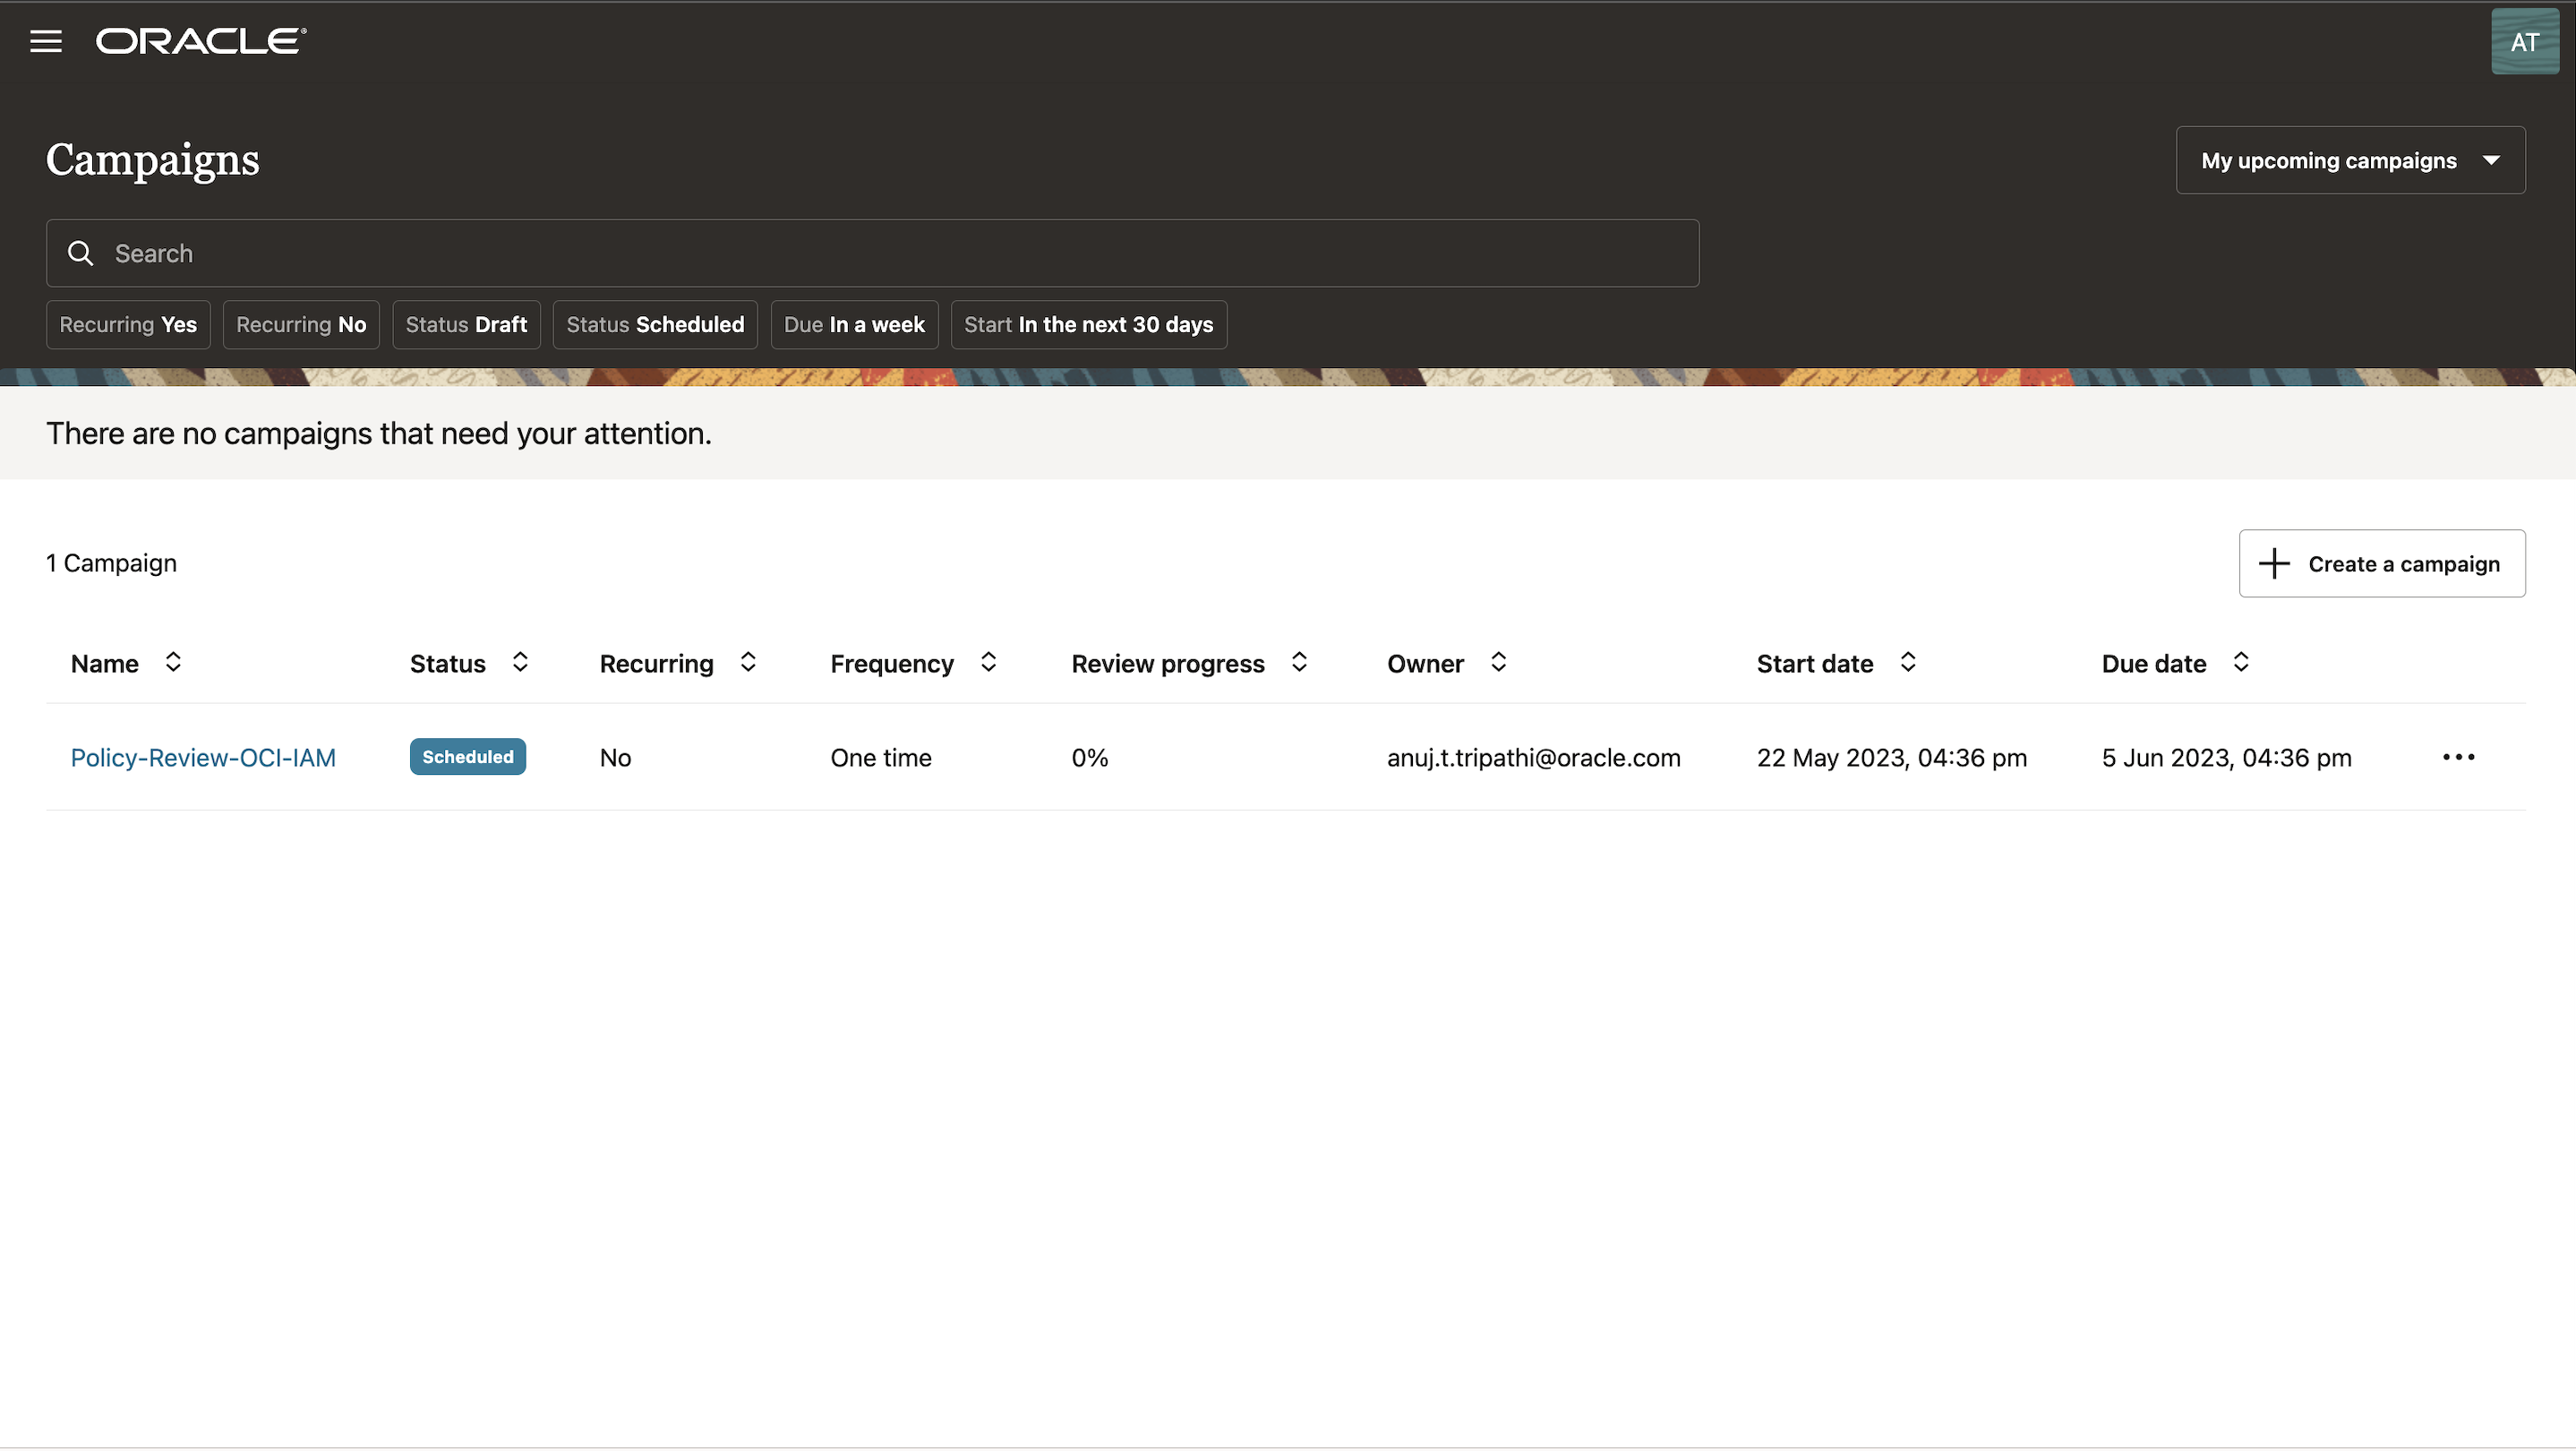 ORACLE
AT
Campaigns
My upcoming campaigns
Search
Recurring Yes Recurring No Status Draft Status Scheduled Due In a week Start In the next 30 days
There are no campaigns that need your attention.
1 Campaign
Create a campaign
Name Status Recurring Frequency Review progress Owner Start date Due date
Policy-Review-OCI-IAM Scheduled No One time 0% anuj.t.tripathi@oracle.com 22 May 2023, 04:36 pm 5 Jun 2023, 04:36 pm